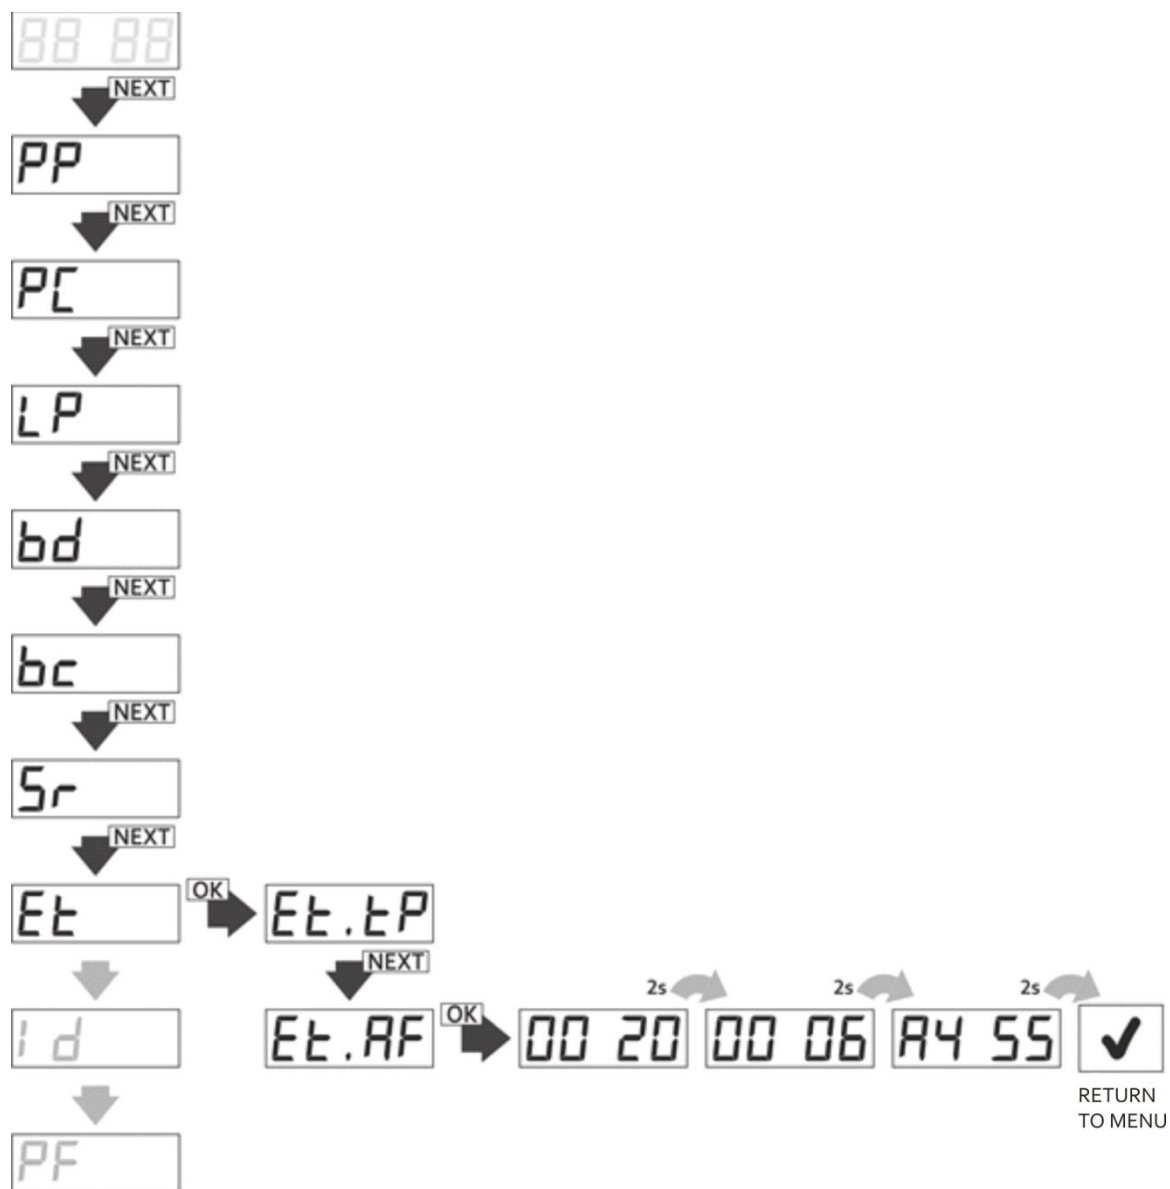 88 88
NEXT
PP
NEXT
PC
NEXT
LP
NEXT
bd
NEXT
bc
NEXT
Sr
NEXT
Et OK Et.tP
NEXT
2s 2s 2s
Id Et.AF OK 00 20 00 06 A4 55
RETURN
TO MENU
PF